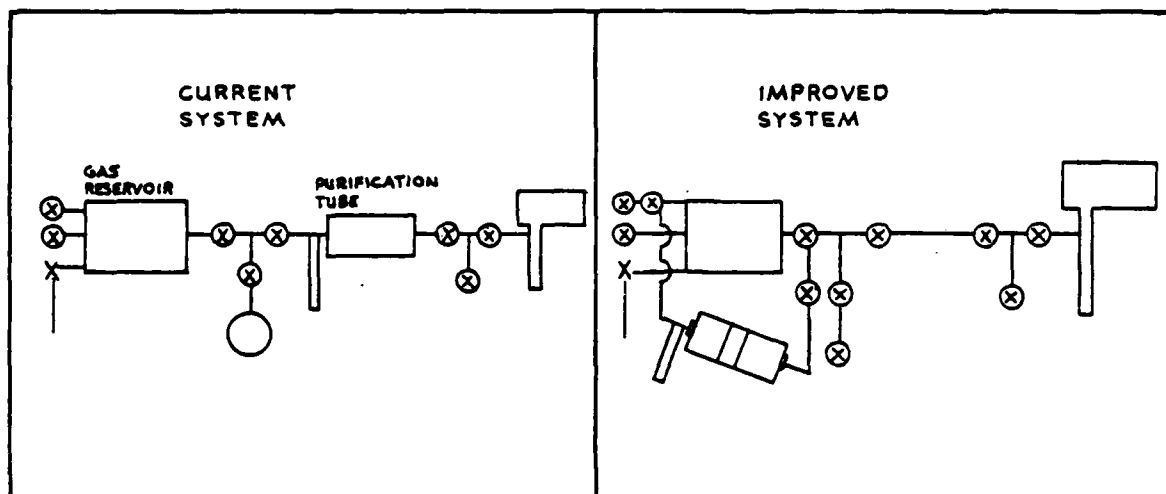 CURRENT
SYSTEM
GAS
RESERVOIR
PURIFICATION
TUBE
IMPROVED
SYSTEM